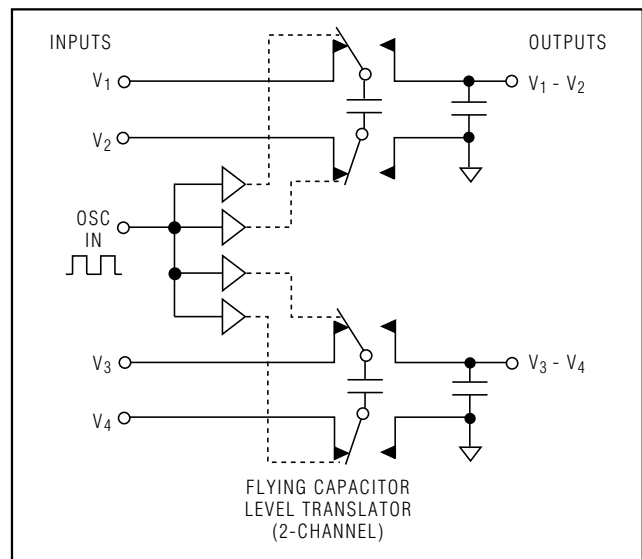 INPUTS
OUTPUTS
V1
V1 - V2
V2
OSC
IN
V3
V3 - V4
V4
FLYING CAPACITOR
LEVEL TRANSLATOR
(2-CHANNEL)